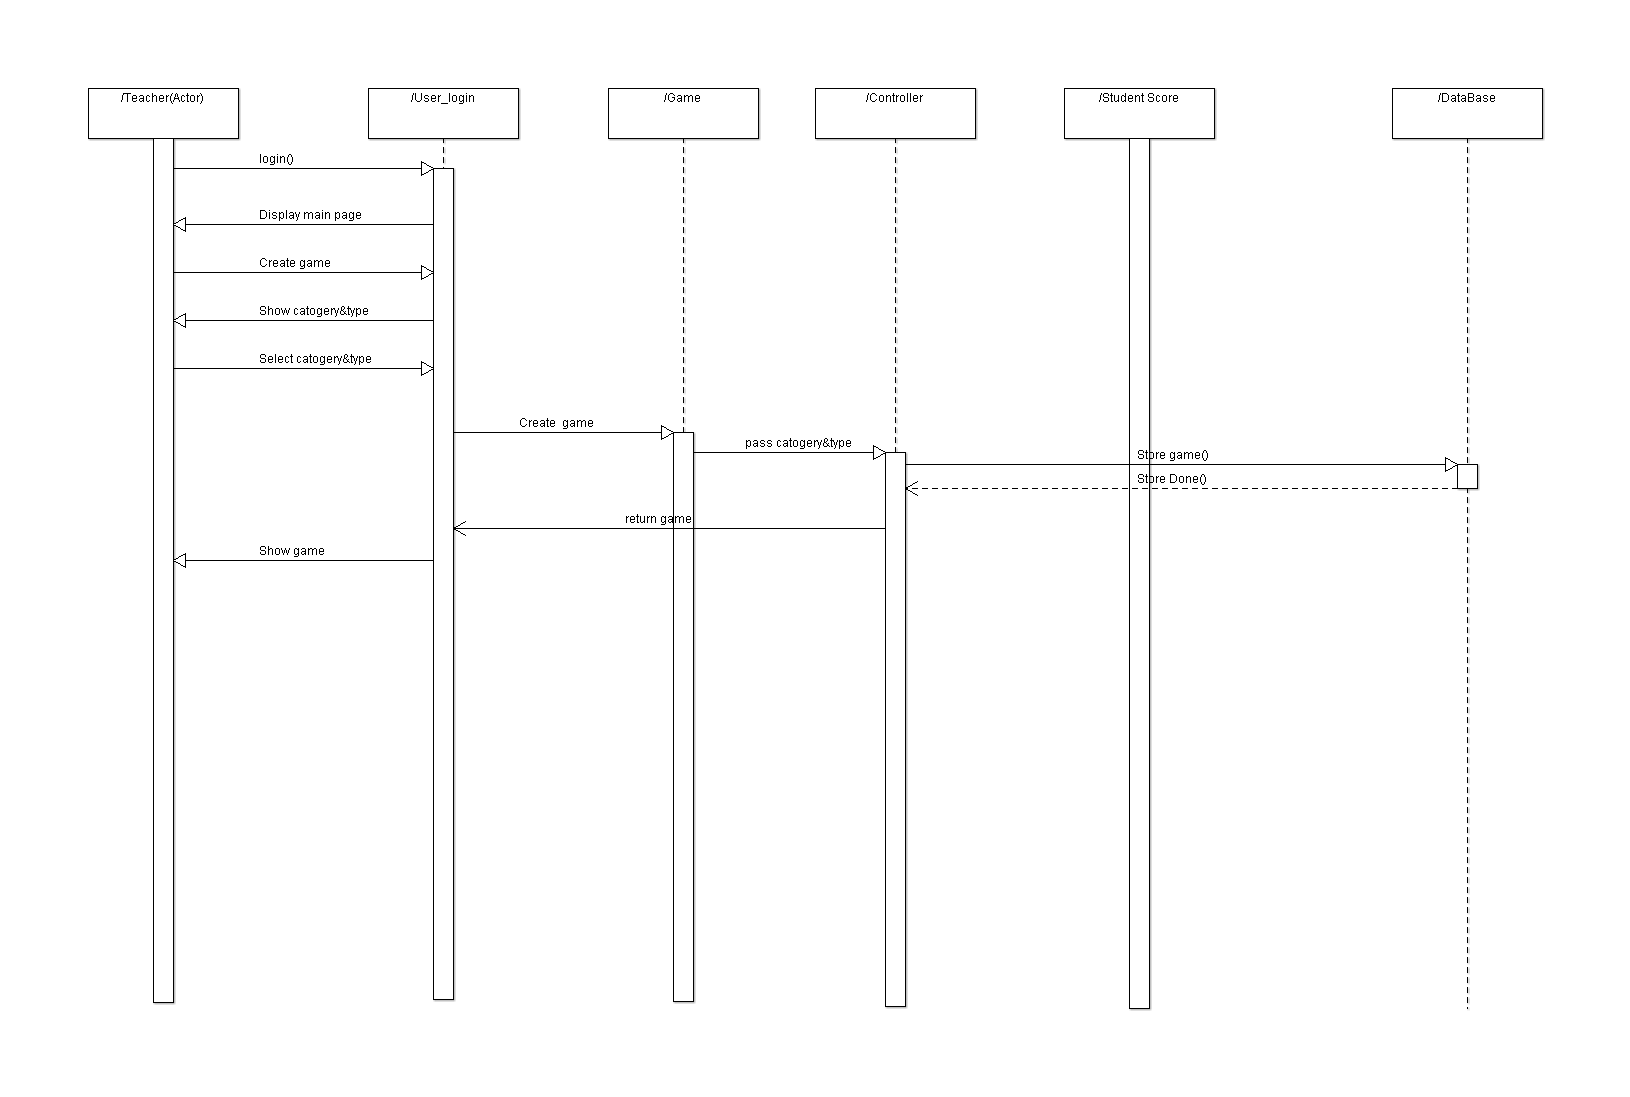 /Teacher(Actor)
/User_login
/Game
/Controller
/Student Score
/DataBase
login()
Display main page
Create game
Show catogery&type
Select catogery&type
Create  game
pass catogery&type
Store game()
Store Done()
return game
Show game